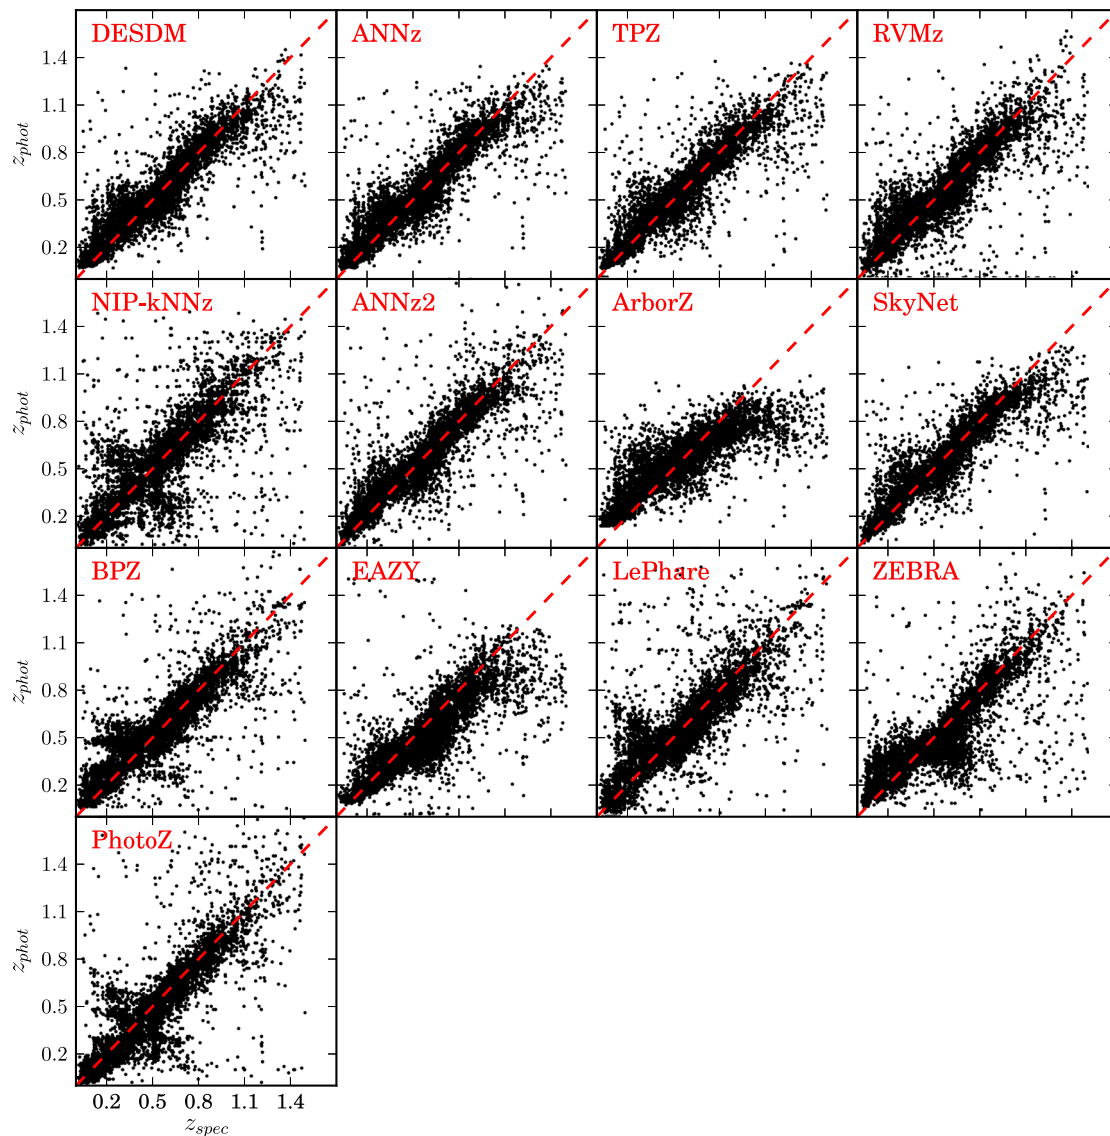 DESDM ANNz TPZ RVMz
1.4
1.1
z_phot 0.8
0.5
0.2
NIP-kNNz ANNz2 ArborZ SkyNet
1.4
1.1
z_phot 0.8
0.5
0.2
BPZ EAZY LePhare ZEBRA
1.4
1.1
z_phot 0.8
0.5
0.2
PhotoZ
1.4
1.1
z_phot 0.8
0.5
0.2
0.2 0.5 0.8 1.1 1.4
z_spec